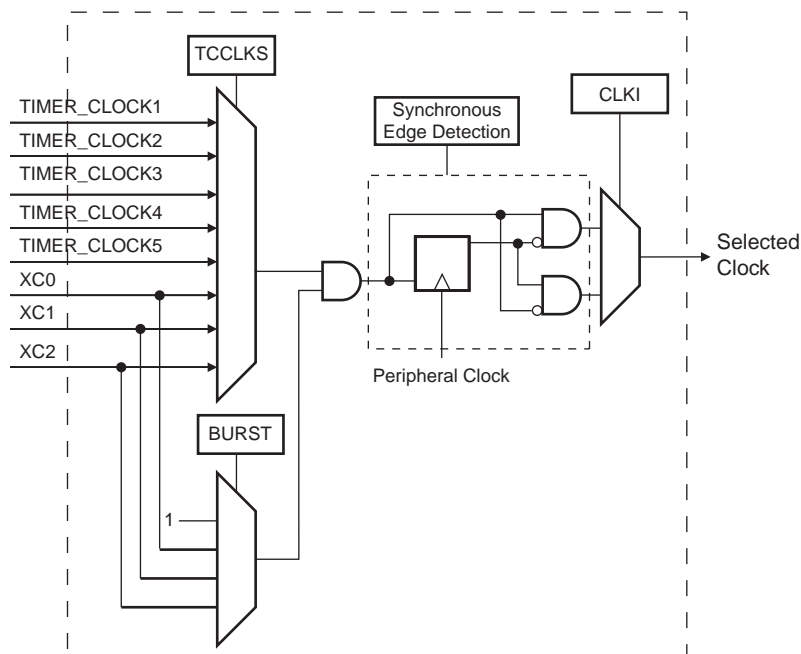 TCCLKS
TIMER_CLOCK1
TIMER_CLOCK2
TIMER_CLOCK3
TIMER_CLOCK4
TIMER_CLOCK5
XC0
XC1
XC2
Synchronous
Edge Detection
CLKI
Selected
Clock
Peripheral Clock
BURST
1